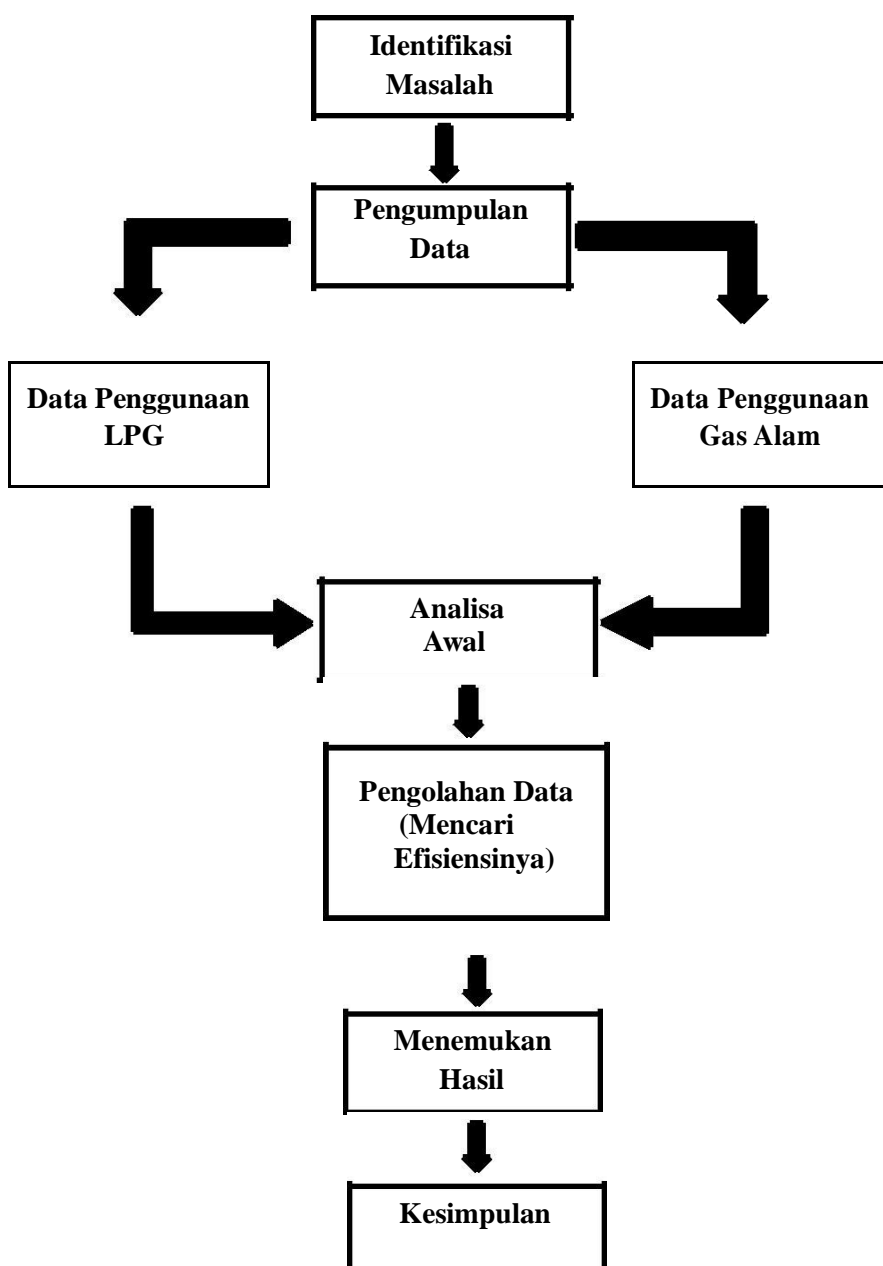 Identifikasi
Masalah
Pengumpulan
Data
Data Penggunaan
LPG
Data Penggunaan
Gas Alam
Analisa
Awal
Pengolahan Data
(Mencari
Efisiensinya)
Menemukan
Hasil
Kesimpulan